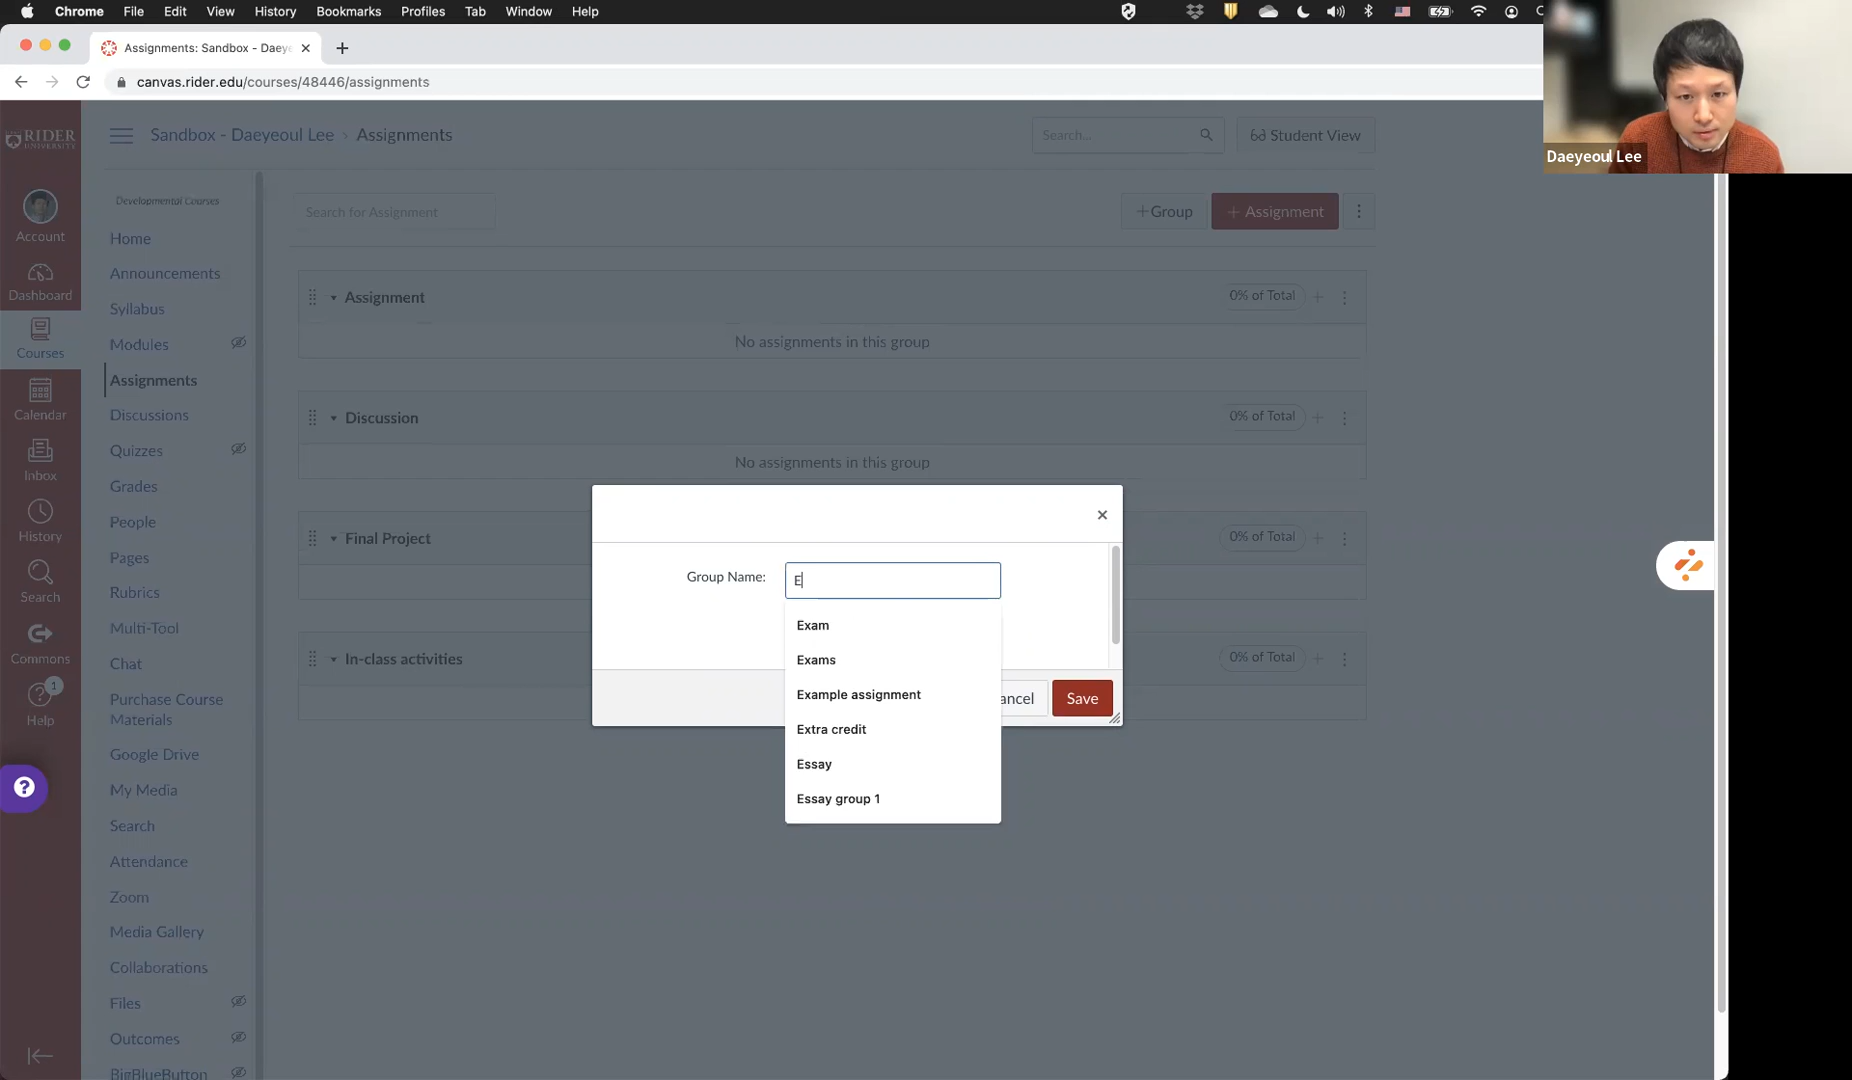 Chrome File Edit View History Bookmarks Profiles Tab Window Help
Assignments: Sandbox - Daeye
canvas.rider.edu/courses/48446/assignments
RIDER
UNIVERSITY
Account
Dashboard
Courses
Calendar
Inbox
History
Search
Commons
1
Help
?
Sandbox - Daeyeoul Lee › Assignments
Search...
Student View
Daeyeoul Lee
Developmental Courses
Home
Announcements
Syllabus
Modules
Assignments
Discussions
Quizzes
Grades
People
Pages
Rubrics
Multi-Tool
Chat
Purchase Course
Materials
Google Drive
My Media
Search
Attendance
Zoom
Media Gallery
Collaborations
Files
Outcomes
BigBlueButton
Search for Assignment
+ Group
+ Assignment
Assignment
0% of Total +
No assignments in this group
Discussion
0% of Total +
No assignments in this group
Final Project
0% of Total +
In-class activities
0% of Total +
Group Name:
E
Exam
Exams
Example assignment
Extra credit
Essay
Essay group 1
ancel
Save